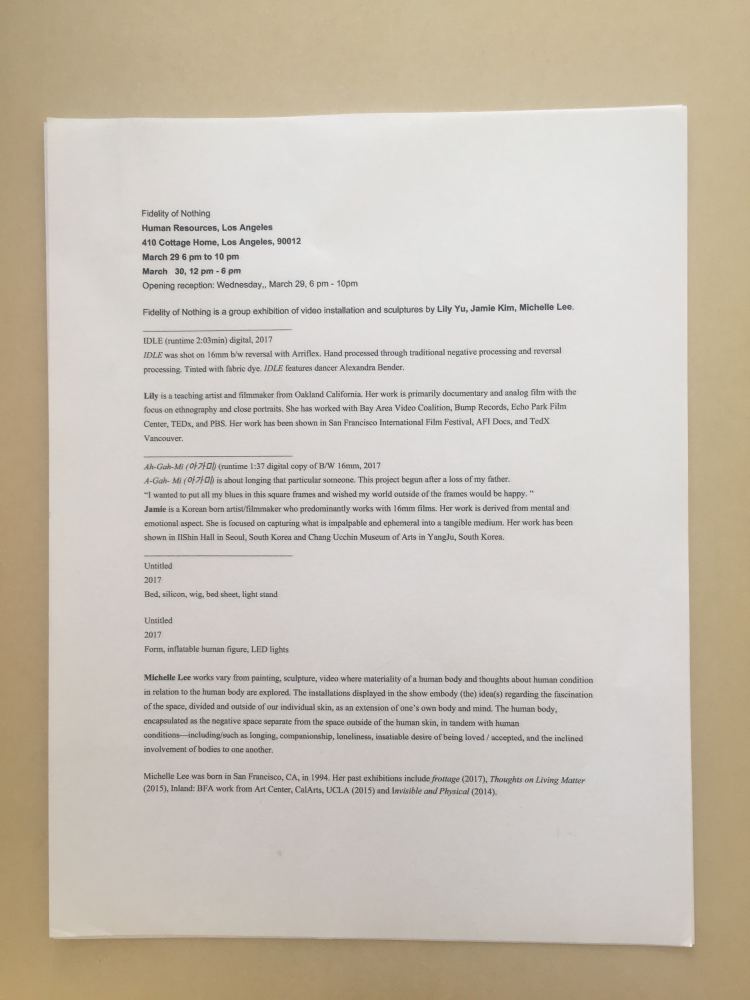 Fidelity of Nothing
Human Resources, Los Angeles
410 Cottage Home, Los Angeles, 90012
March 29 6 pm to 10 pm
March 30, 12 pm - 6 pm
Opening reception: Wednesday,, March 29, 6 pm - 10pm
Fidelity of Nothing is a group exhibition of video installation and sculptures by Lily Yu, Jamie Kim, Michelle Lee.
IDLE (runtime 2:03min) digital, 2017
IDLE was shot on 16mm b/w reversal with Arriflex. Hand processed through traditional negative processing and reversal
processing. Tinted with fabric dye. IDLE features dancer Alexandra Bender.
Lily is a teaching artist and filmmaker from Oakland California. Her work is primarily documentary and analog film with the
focus on ethnography and close portraits. She has worked with Bay Area Video Coalition, Bump Records, Echo Park Film
Center, TEDx, and PBS. Her work has been shown in San Francisco International Film Festival, AFI Docs, and TedX
Vancouver.
Ah-Gah-Mi (아가미) (runtime 1:37 digital copy of B/W 16mm, 2017
A-Gah- Mi (아가미) is about longing that particular someone. This project begun after a loss of my father.
"I wanted to put all my blues in this square frames and wished my world outside of the frames would be happy. "
Jamie is a Korean born artist/filmmaker who predominantly works with 16mm films. Her work is derived from mental and
emotional aspect. She is focused on capturing what is impalpable and ephemeral into a tangible medium. Her work has been
shown in IlShin Hall in Seoul, South Korea and Chang Ucchin Museum of Arts in YangJu, South Korea.
Untitled
2017
Bed, silicon, wig, bed sheet, light stand
Untitled
2017
Form, inflatable human figure, LED lights
Michelle Lee works vary from painting, sculpture, video where materiality of a human body and thoughts about human condition
in relation to the human body are explored. The installations displayed in the show embody (the) idea(s) regarding the fascination
of the space, divided and outside of our individual skin, as an extension of one's own body and mind. The human body,
encapsulated as the negative space separate from the space outside of the human skin, in tandem with human
conditions—including/such as longing, companionship, loneliness, insatiable desire of being loved / accepted, and the inclined
involvement of bodies to one another.
Michelle Lee was born in San Francisco, CA, in 1994. Her past exhibitions include frottage (2017), Thoughts on Living Matter
(2015), Inland: BFA work from Art Center, CalArts, UCLA (2015) and Invisible and Physical (2014).